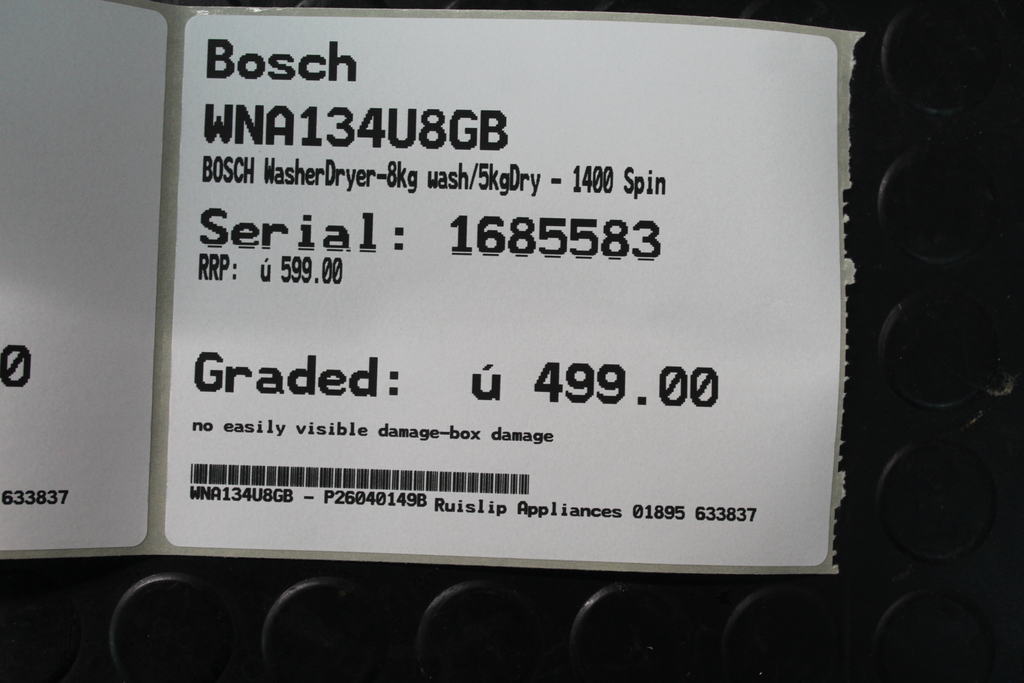 Bosch
WNA134U8GB
BOSCH WasherDryer-8kg wash/5kgDry - 1400 Spin
Serial: 1685583
RRP: ú 599.00
Graded: ú 499.00
no easily visible damage-box damage
WNA134U8GB - P26040149B Ruislip Appliances 01895 633837
0
633837